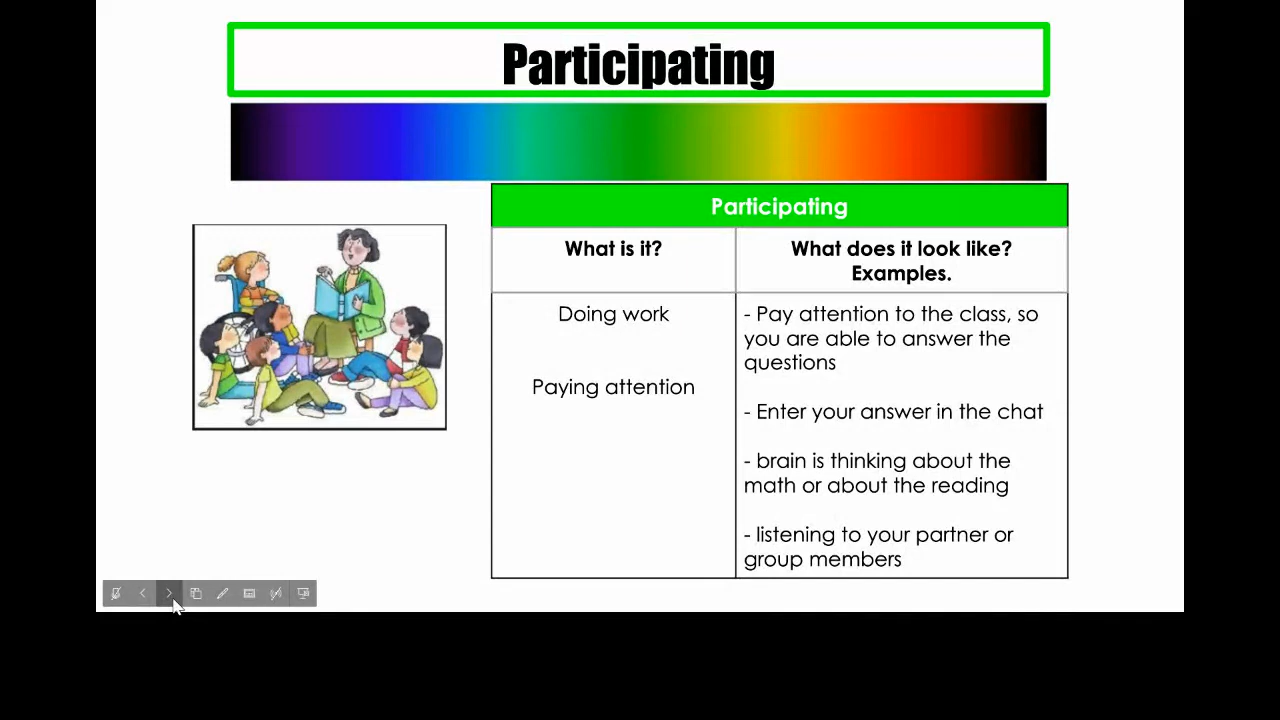 Participating
Participating
What is it?
What does it look like?
Examples.
Doing work
Paying attention
- Pay attention to the class, so
you are able to answer the
questions
- Enter your answer in the chat
- brain is thinking about the
math or about the reading
- listening to your partner or
group members